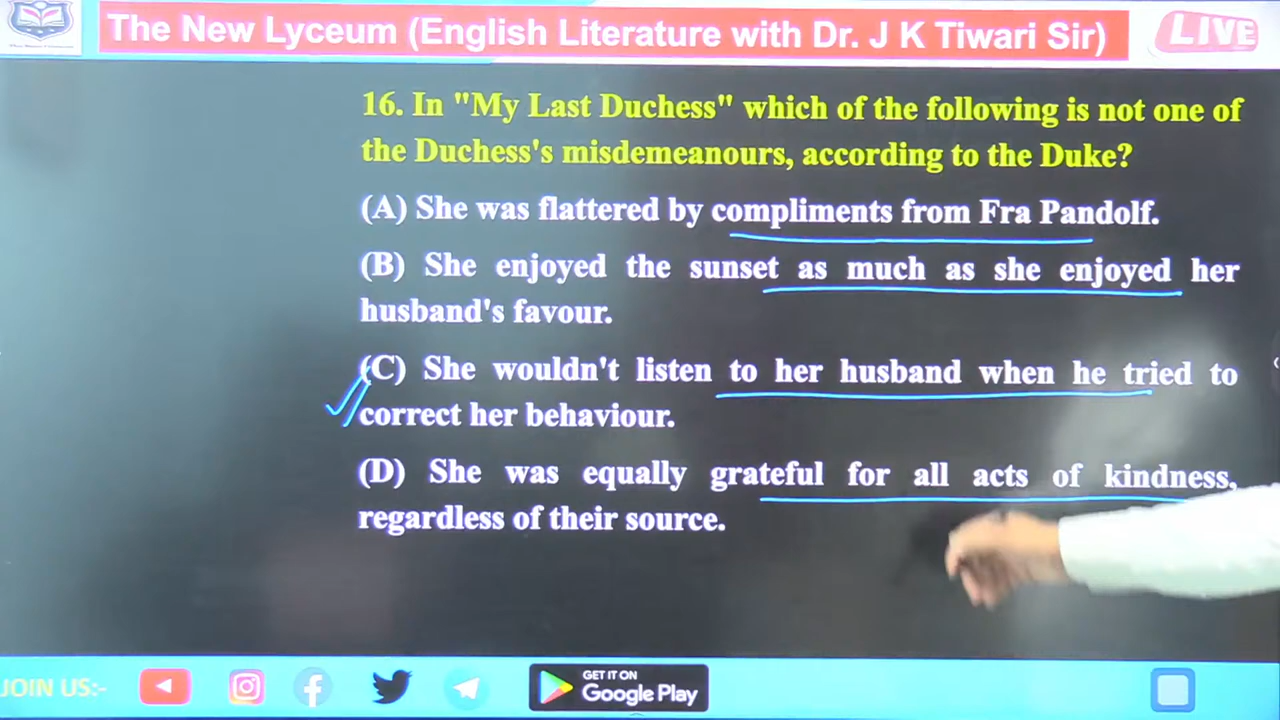 The New Lyceum (English Literature with Dr. J K Tiwari Sir)
LIVE
16. In "My Last Duchess" which of the following is not one of
the Duchess's misdemeanours, according to the Duke?
(A) She was flattered by compliments from Fra Pandolf.
(B) She enjoyed the sunset as much as she enjoyed her
husband's favour.
(C) She wouldn't listen to her husband when he tried to
correct her behaviour.
(D) She was equally grateful for all acts of kindness,
regardless of their source.
JOIN US:-
GET IT ON
Google Play